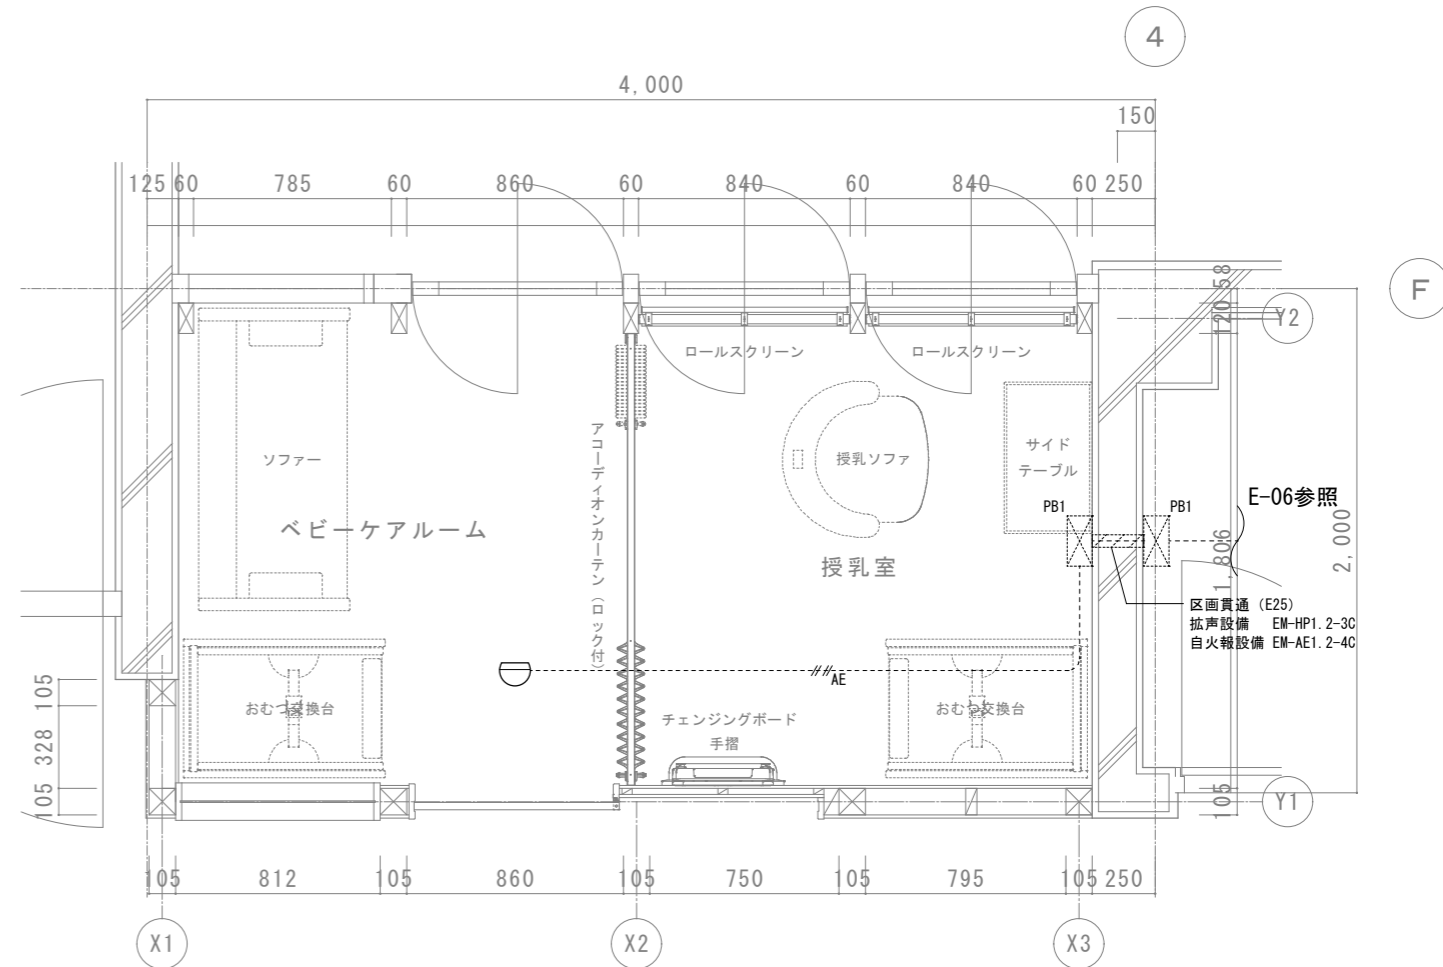 4
4,000
150
125 60 785 60 860 60 840 60 840 60 250
58
F
120
Y2
ロールスクリーン
ロールスクリーン
アコーディオンカーテン（ロック付）
ソファー
授乳ソファ
サイド
テーブル
ベビーケアルーム
授乳室
PB1
PB1
E-06参照
1,806
2,000
区画貫通（E25）
拡声設備 EM-HP1.2-3C
自火報設備 EM-AE1.2-4C
AE
105
328
105
おむつ交換台
チェンジングボード
手摺
おむつ交換台
105
Y1
105 812 105 860 105 750 105 795 105 250
X1
X2
X3